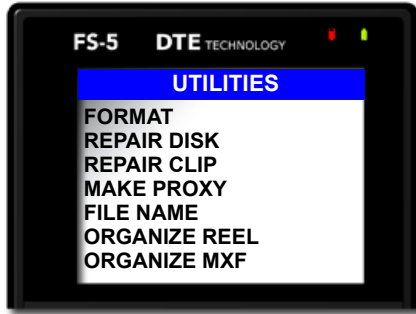 FS-5 DTE TECHNOLOGY
UTILITIES
FORMAT
REPAIR DISK
REPAIR CLIP
MAKE PROXY
FILE NAME
ORGANIZE REEL
ORGANIZE MXF